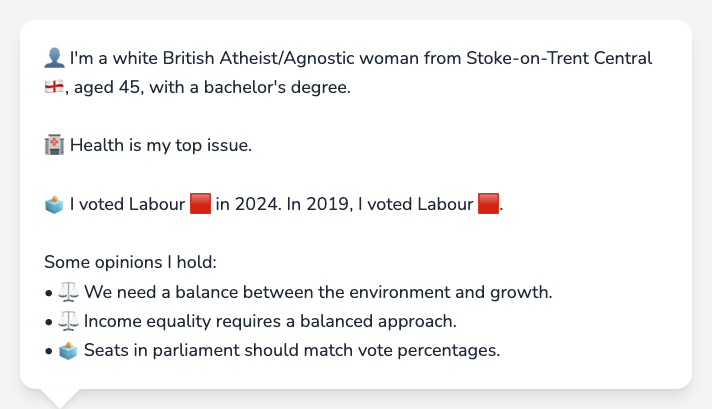 👤 I'm a white British Atheist/Agnostic woman from Stoke-on-Trent Central
🏴󠁧󠁢󠁥󠁮󠁧󠁿, aged 45, with a bachelor's degree.
🏥 Health is my top issue.
🗳️ I voted Labour 🟥 in 2024. In 2019, I voted Labour 🟥.
Some opinions I hold:
• ⚖️ We need a balance between the environment and growth.
• ⚖️ Income equality requires a balanced approach.
• 🗳️ Seats in parliament should match vote percentages.